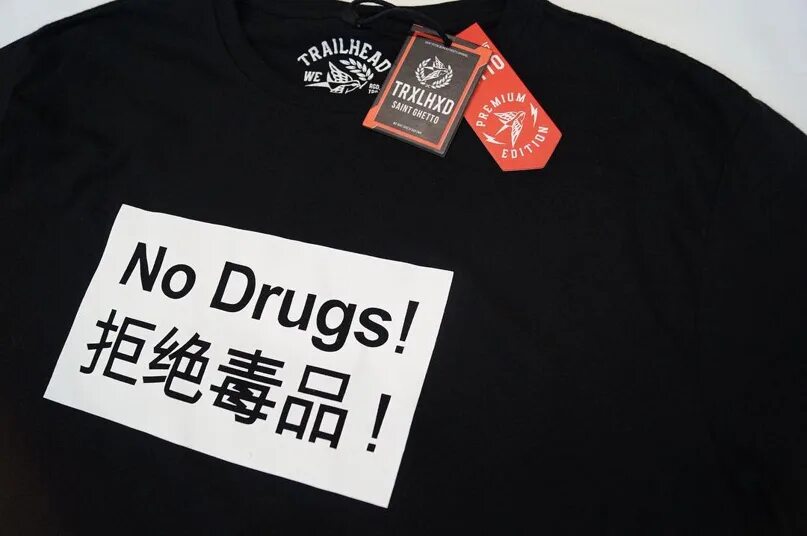 TRAILHEAD
WE
TRXLHXD
SAINT GHETTO
PREMIUM
EDITION
No Drugs!
拒绝毒品！